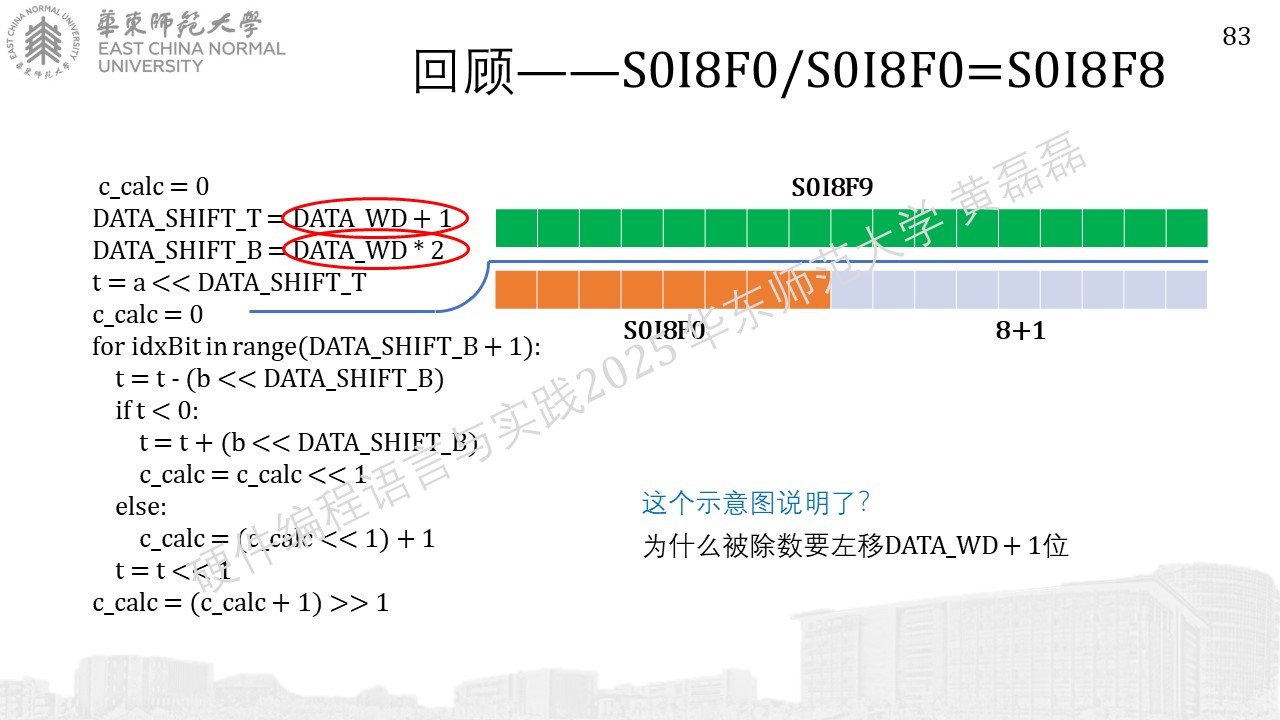 華東師範大學
EAST CHINA NORMAL
UNIVERSITY
83
回顾——S0I8F0/S0I8F0=S0I8F8
c_calc = 0
DATA_SHIFT_T = DATA_WD + 1
DATA_SHIFT_B = DATA_WD * 2
t = a << DATA_SHIFT_T
c_calc = 0
for idxBit in range(DATA_SHIFT_B + 1):
t = t - (b << DATA_SHIFT_B)
if t < 0:
t = t + (b << DATA_SHIFT_B)
c_calc = c_calc << 1
else:
c_calc = (c_calc << 1) + 1
t = t << 1
c_calc = (c_calc + 1) >> 1
S0I8F9
S0I8F0
8+1
这个示意图说明了？
为什么被除数要左移DATA_WD + 1位
硬件编程语言与实践2025 华东师范大学 黄磊磊